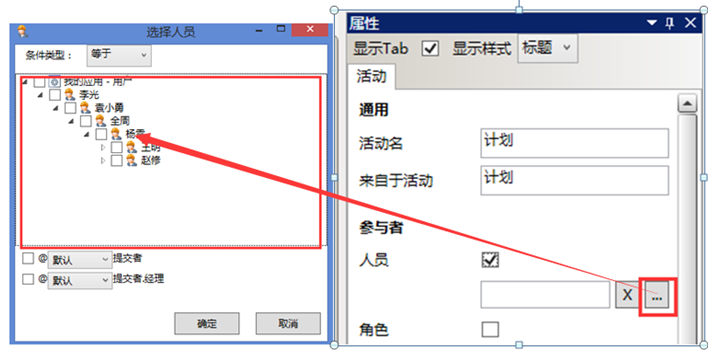 选择人员
条件类型： 等于
我的应用 - 用户
李光
袁小勇
全周
王明
赵修
@ 默认 提交者
@ 默认 提交者.经理
确定 取消
属性
显示Tab 显示样式 标题
活动
通用
活动名 计划
来自于活动 计划
参与者
人员
X ...
角色